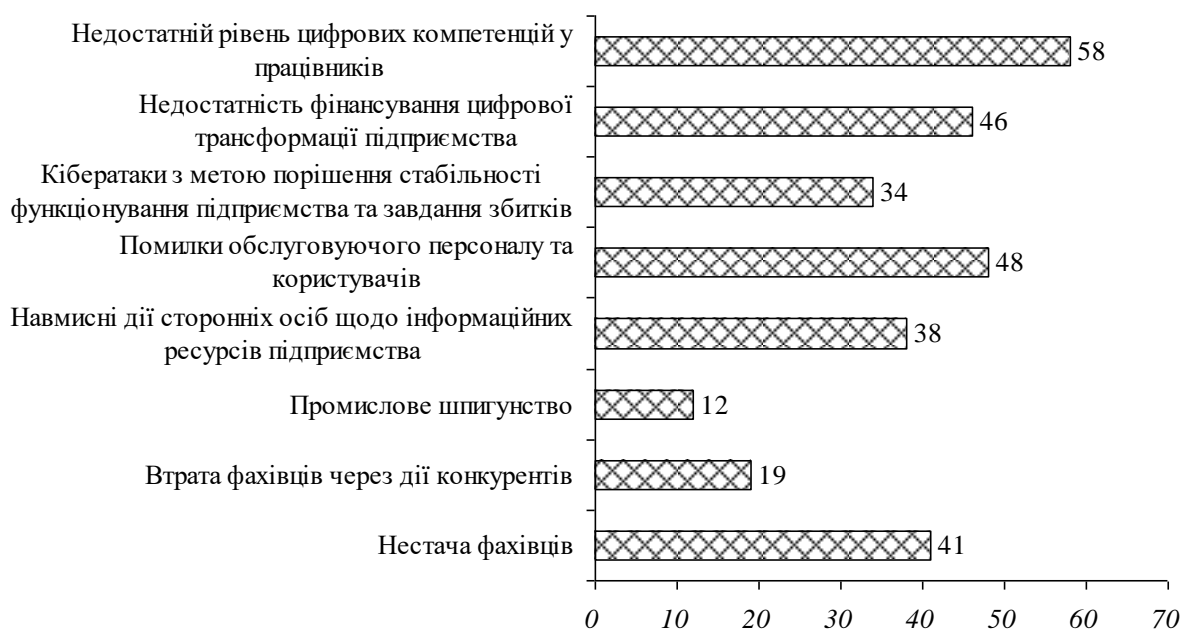 Недостатній рівень цифрових компетенцій у
працівників
58
Недостатність фінансування цифрової
трансформації підприємства
46
Кібератаки з метою порішення стабільності
функціонування підприємства та завдання збитків
34
Помилки обслуговуючого персоналу та
користувачів
48
Навмисні дії сторонніх осіб щодо інформаційних
ресурсів підприємства
38
Промислове шпигунство
12
Втрата фахівців через дії конкурентів
19
Нестача фахівців
41
0 10 20 30 40 50 60 70